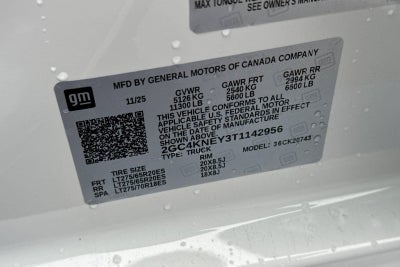 MAX TONGUE
SEE OWNER'S MANUAL
MFD BY GENERAL MOTORS OF CANADA COMPANY
gm
11/25 GVWR GAWR FRT GAWR RR
5126 KG 2540 KG 2994 KG
11300 LB 5600 LB 6600 LB
THIS VEHICLE CONFORMS TO ALL
APPLICABLE U.S. FEDERAL MOTOR
VEHICLE SAFETY STANDARDS IN EFFECT
ON THE DATE OF MANUFACTURE
SHOWN ABOVE.
2GC4KNEY3T1142956
TYPE: TRUCK MODEL: 36CK20743
TIRE SIZE RIM
FRT LT275/65R20ES 20X8.5J
RR LT275/65R20ES 20X8.5J
SPA LT275/70R18ES 18X8J